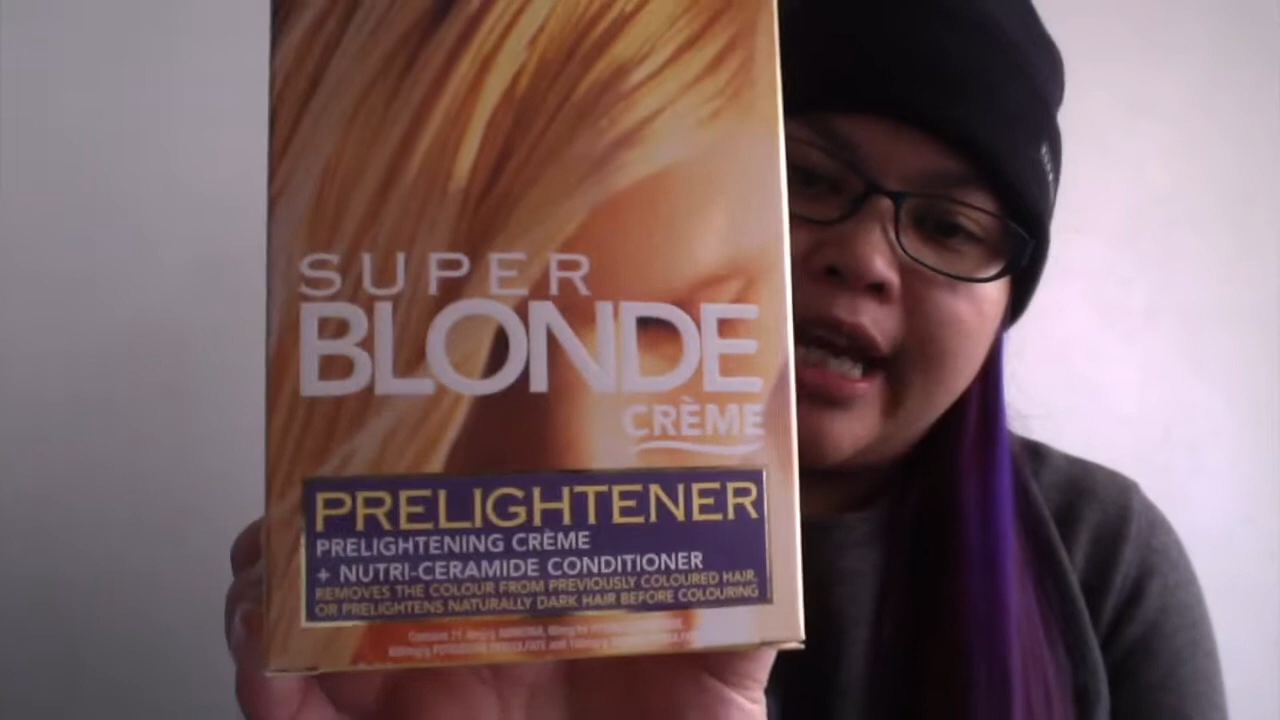 SUPER
BLONDE
CRÈME
PRELIGHTENER
PRELIGHTENING CRÈME
+ NUTRI-CERAMIDE CONDITIONER
REMOVES THE COLOUR FROM PREVIOUSLY COLOURED HAIR,
OR PRELIGHTENS NATURALLY DARK HAIR BEFORE COLOURING